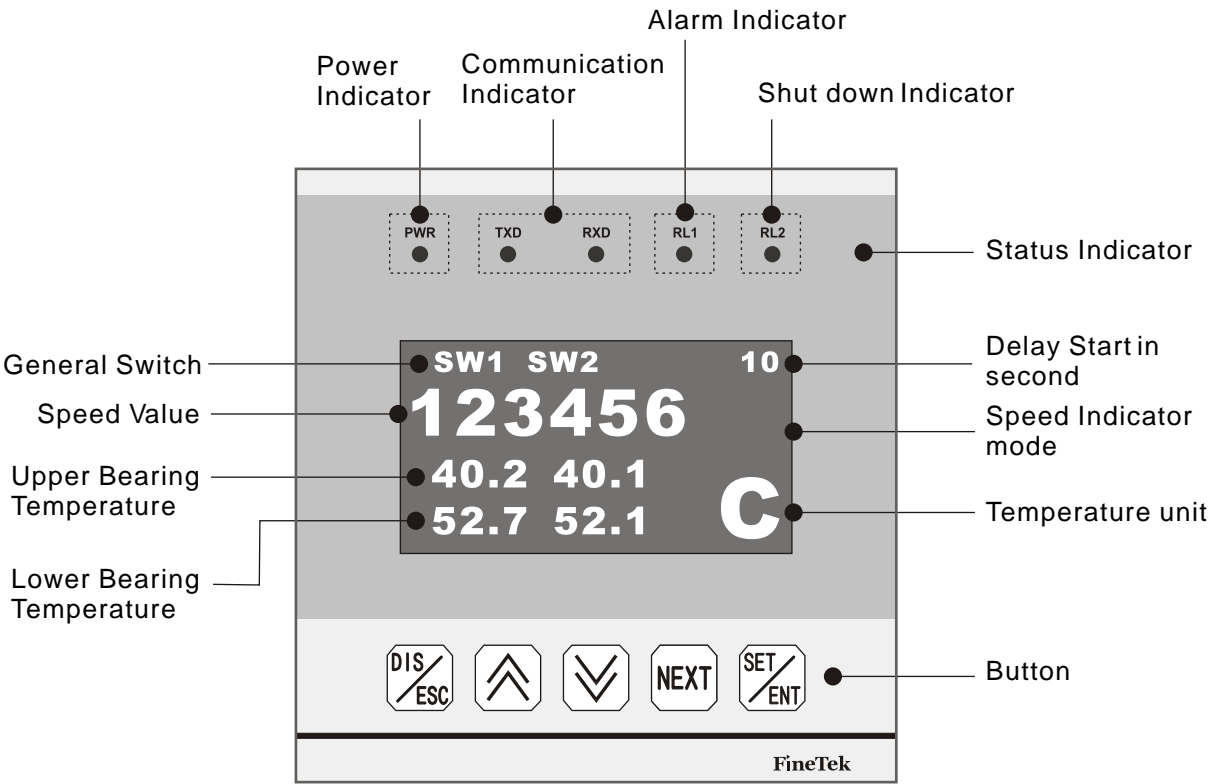 Alarm Indicator
Power
Indicator
Communication
Indicator
Shut down Indicator
PWR
TXD
RXD
RL1
RL2
Status Indicator
General Switch
SW1 SW2
10
Delay Start in
second
Speed Value
123456
Speed Indicator
mode
Upper Bearing
Temperature
40.2 40.1
52.7 52.1
C
Temperature unit
Lower Bearing
Temperature
DIS/ESC
NEXT
SET/ENT
Button
FineTek